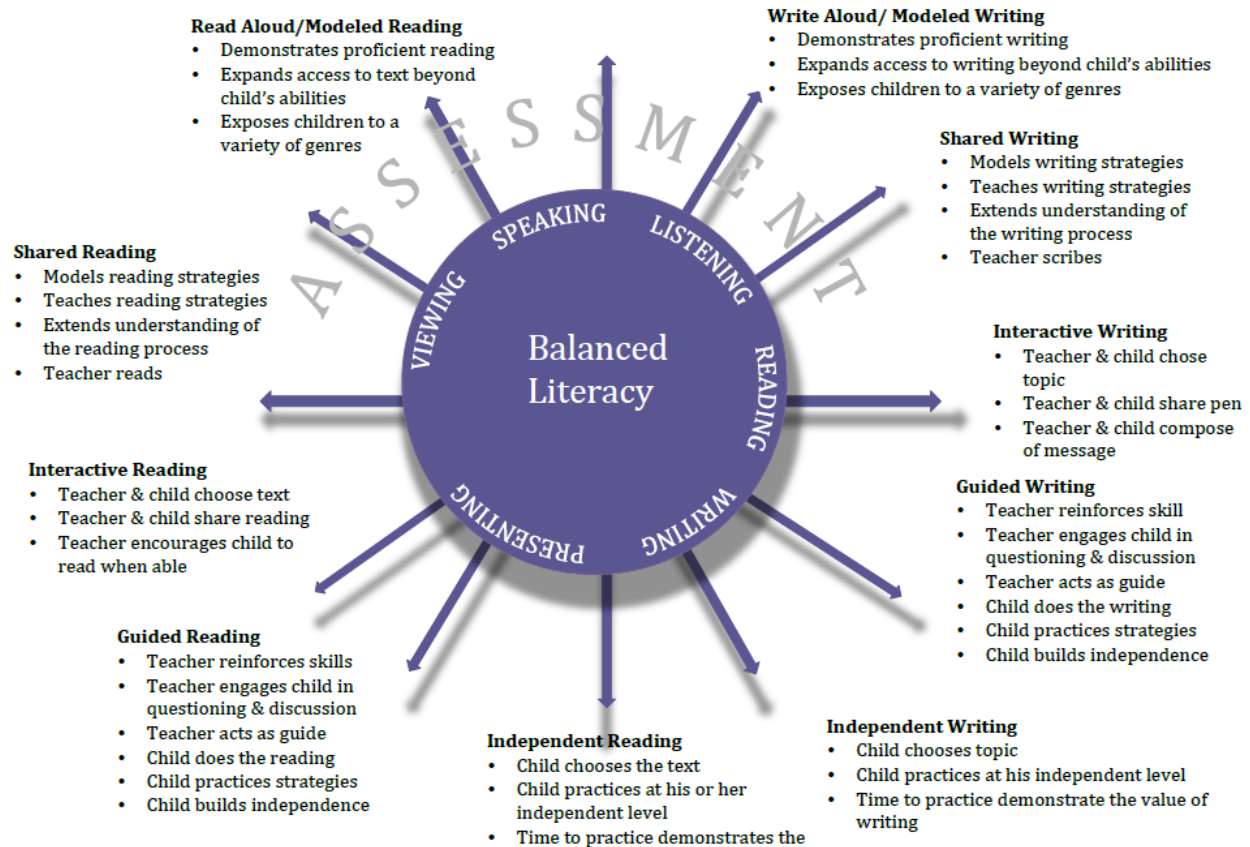 Read Aloud/Modeled Reading
• Demonstrates proficient reading
• Expands access to text beyond
child's abilities
• Exposes children to a
variety of genres
Write Aloud/ Modeled Writing
• Demonstrates proficient writing
• Expands access to writing beyond child's abilities
• Exposes children to a variety of genres
ASSESSMENT
Shared Writing
• Models writing strategies
• Teaches writing strategies
• Extends understanding of
the writing process
• Teacher scribes
Shared Reading
• Models reading strategies
• Teaches reading strategies
• Extends understanding of
the reading process
• Teacher reads
VIEWING
SPEAKING
LISTENING
READING
WRITING
PRESENTING
Balanced
Literacy
Interactive Writing
• Teacher & child chose
topic
• Teacher & child share pen
• Teacher & child compose
of message
Interactive Reading
• Teacher & child choose text
• Teacher & child share reading
• Teacher encourages child to
read when able
Guided Writing
• Teacher reinforces skill
• Teacher engages child in
questioning & discussion
• Teacher acts as guide
• Child does the writing
• Child practices strategies
• Child builds independence
Guided Reading
• Teacher reinforces skills
• Teacher engages child in
questioning & discussion
• Teacher acts as guide
• Child does the reading
• Child practices strategies
• Child builds independence
Independent Reading
• Child chooses the text
• Child practices at his or her
independent level
• Time to practice demonstrates the
Independent Writing
• Child chooses topic
• Child practices at his independent level
• Time to practice demonstrate the value of
writing